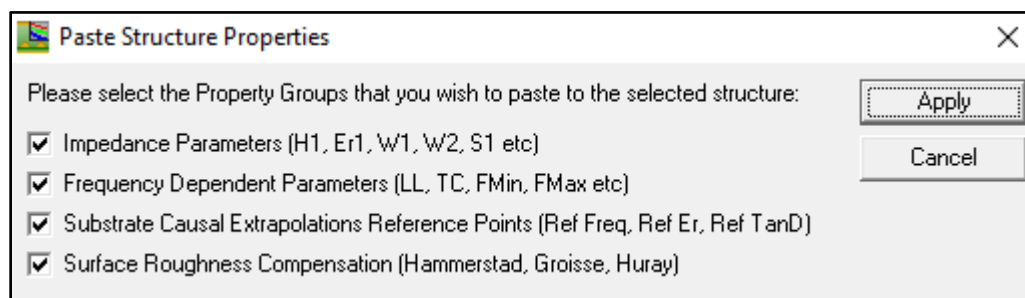 Paste Structure Properties
Please select the Property Groups that you wish to paste to the selected structure:
Apply
Impedance Parameters (H1, Er1, W1, W2, S1 etc)
Cancel
Frequency Dependent Parameters (LL, TC, FMin, FMax etc)
Substrate Causal Extrapolations Reference Points (Ref Freq, Ref Er, Ref TanD)
Surface Roughness Compensation (Hammerstad, Groisse, Huray)